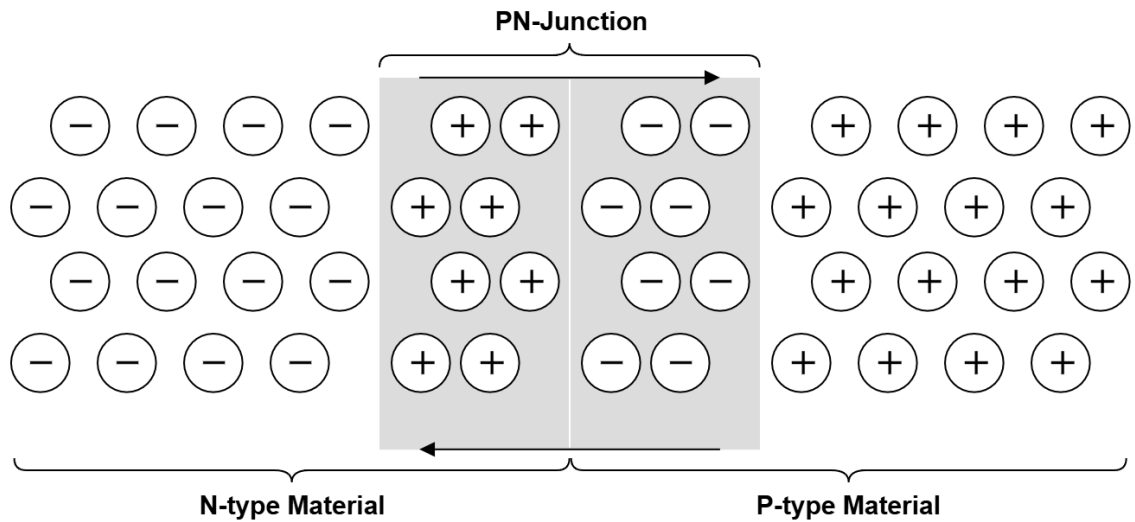 PN-Junction
− − − − + + − − + + + +
− − − − + + − − + + + +
− − − − + + − − + + + +
− − − − + + − − + + + +
N-type Material P-type Material